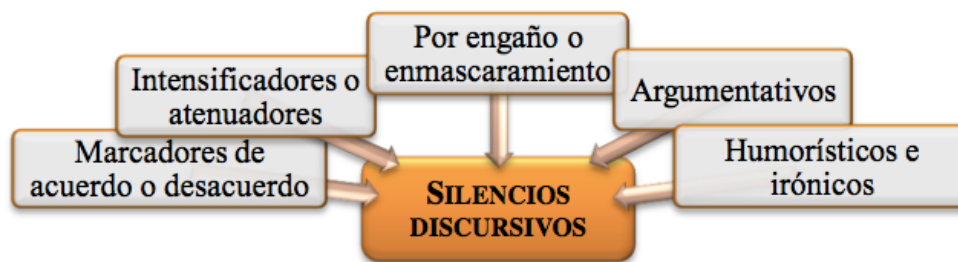 Por engaño o
enmascaramiento
Intensificadores o
atenuadores
Argumentativos
Marcadores de
acuerdo o desacuerdo
Humorísticos e
irónicos
SILENCIOS
DISCURSIVOS